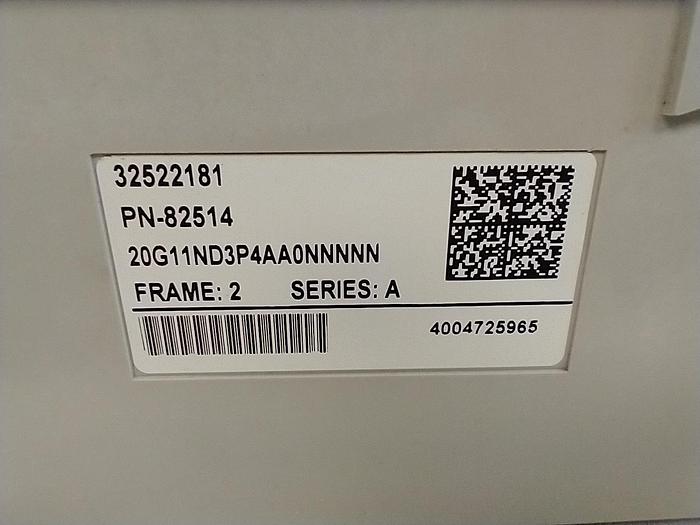 32522181
PN-82514
20G11ND3P4AA0NNNNN
FRAME: 2 SERIES: A
4004725965